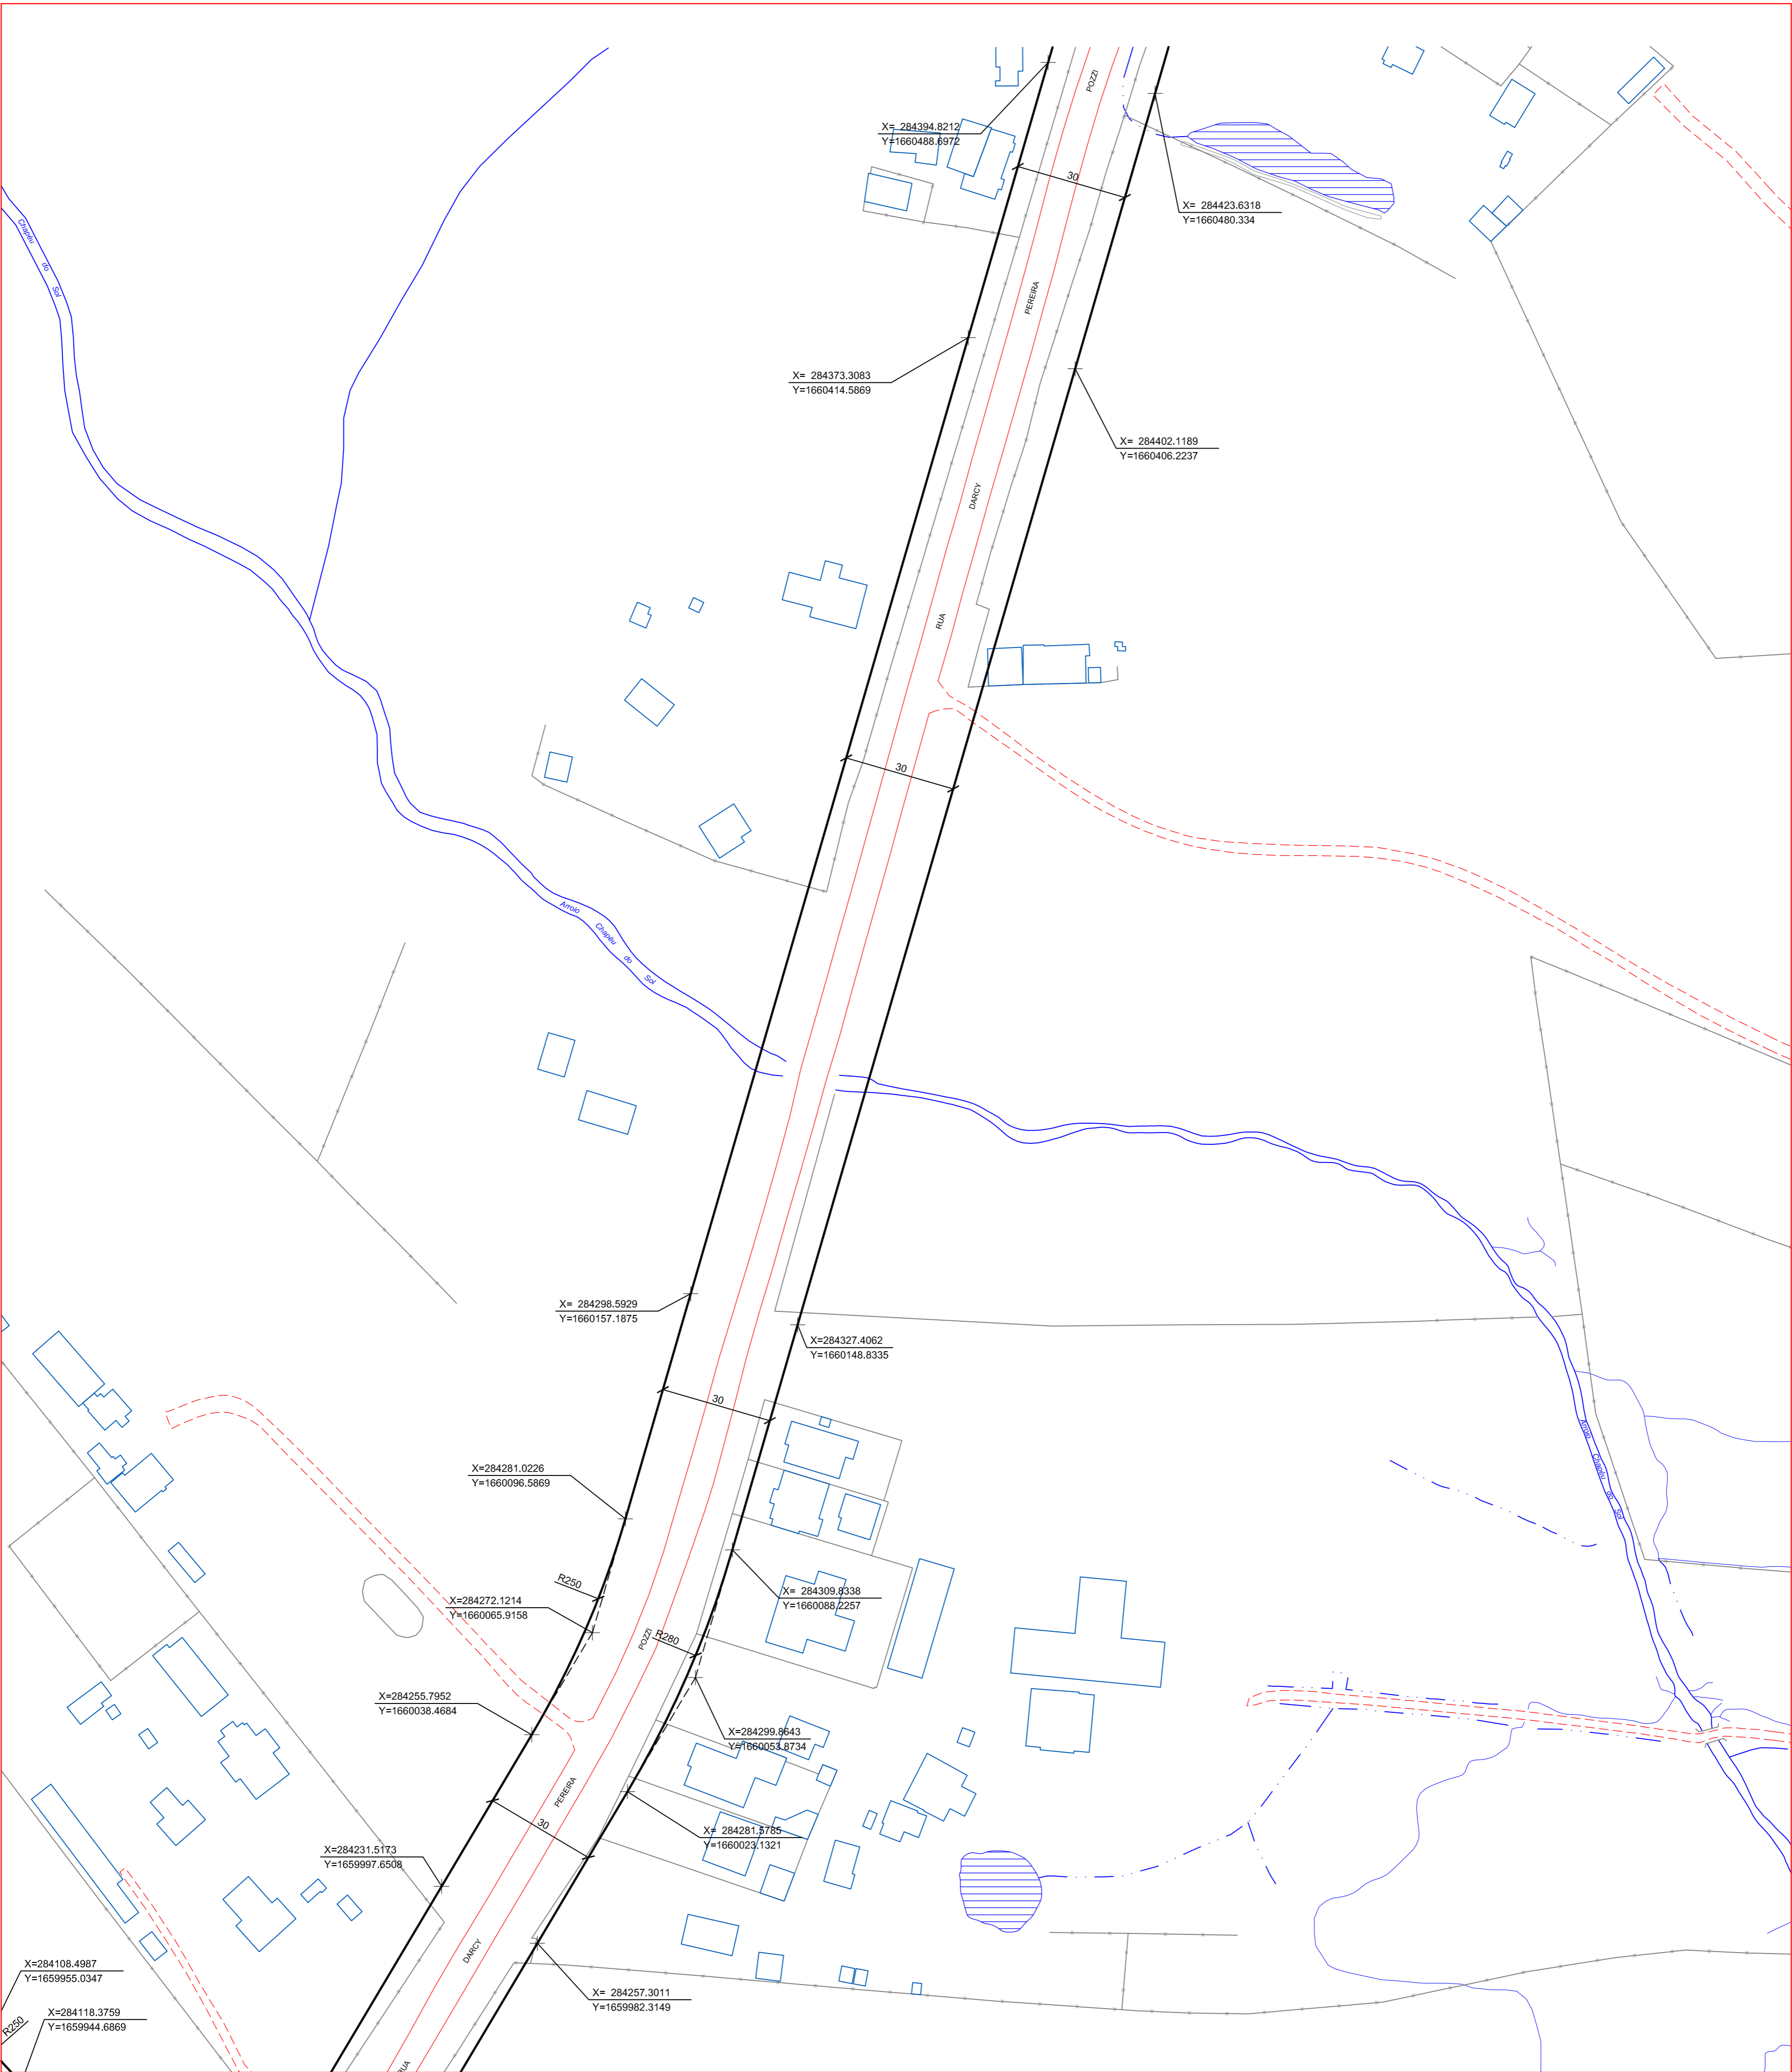 POZZI
X= 284394.8212
Y=1660488.6972
30
X= 284423.6318
Y=1660480.334
Chapéu
do
Sol
PEREIRA
X= 284373.3083
Y=1660414.5869
X= 284402.1189
Y=1660406.2237
DARCY
RUA
30
Arroio
Chapéu
do
Sol
X= 284298.5929
Y=1660157.1875
X=284327.4062
Y=1660148.8335
30
Arroio
Chapéu
do
Sol
X=284281.0226
Y=1660096.5869
R250
X=284272.1214
Y=1660065.9158
X= 284309.8338
Y=1660088.2257
POZZI
R280
X=284255.7952
Y=1660038.4684
X=284299.8643
Y=1660053.8734
PEREIRA
30
X= 284281.5785
Y=1660023.1321
X=284231.5173
Y=1659997.6508
DARCY
X=284108.4987
Y=1659955.0347
X= 284257.3011
Y=1659982.3149
X=284118.3759
Y=1659944.6869
R250
RUA